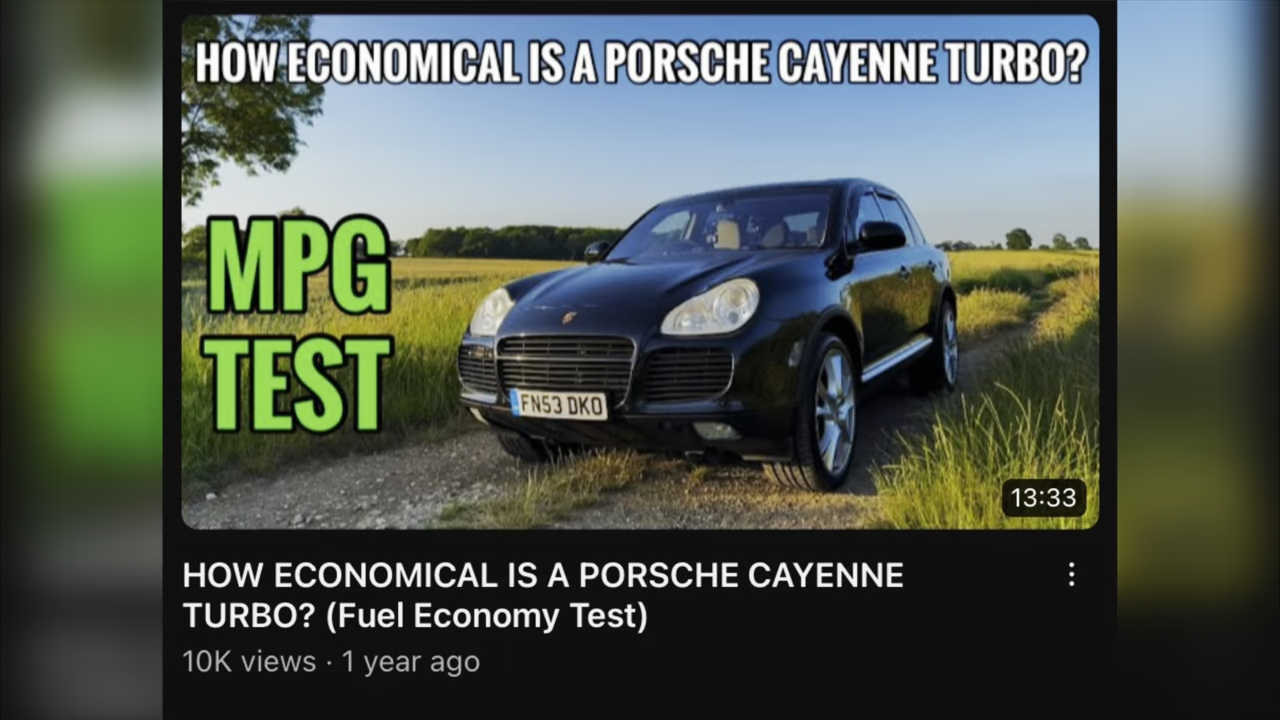 HOW ECONOMICAL IS A PORSCHE CAYENNE TURBO?
MPG
TEST
FN53 DKO
13:33
HOW ECONOMICAL IS A PORSCHE CAYENNE
TURBO? (Fuel Economy Test)
10K views · 1 year ago